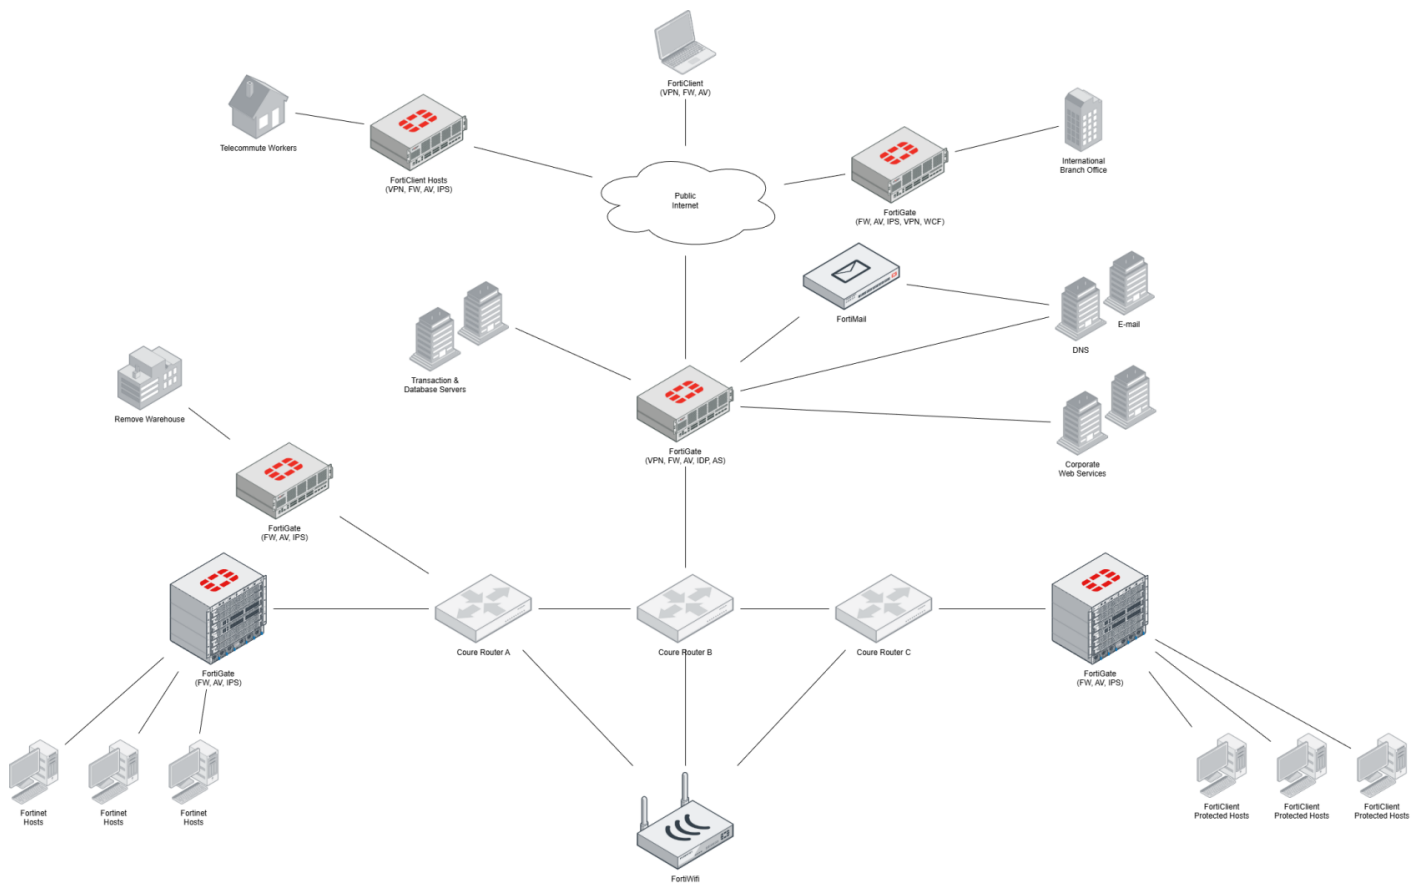 FortiClient
(VPN, FW, AV)
Telecommute Workers
FortiClient Hosts
(VPN, FW, AV, IPS)
International
Branch Office
Public
Internet
FortiGate
(FW, AV, IPS, VPN, WCF)
FortiMail
E-mail
DNS
Transaction &
Database Servers
Remove Warehouse
FortiGate
(VPN, FW, AV, IDP, AS)
Corporate
Web Services
FortiGate
(FW, AV, IPS)
Coure Router A
Coure Router B
Coure Router C
FortiGate
(FW, AV, IPS)
FortiGate
(FW, AV, IPS)
Fortinet
Hosts
Fortinet
Hosts
Fortinet
Hosts
FortiClient
Protected Hosts
FortiClient
Protected Hosts
FortiClient
Protected Hosts
FortiWifi